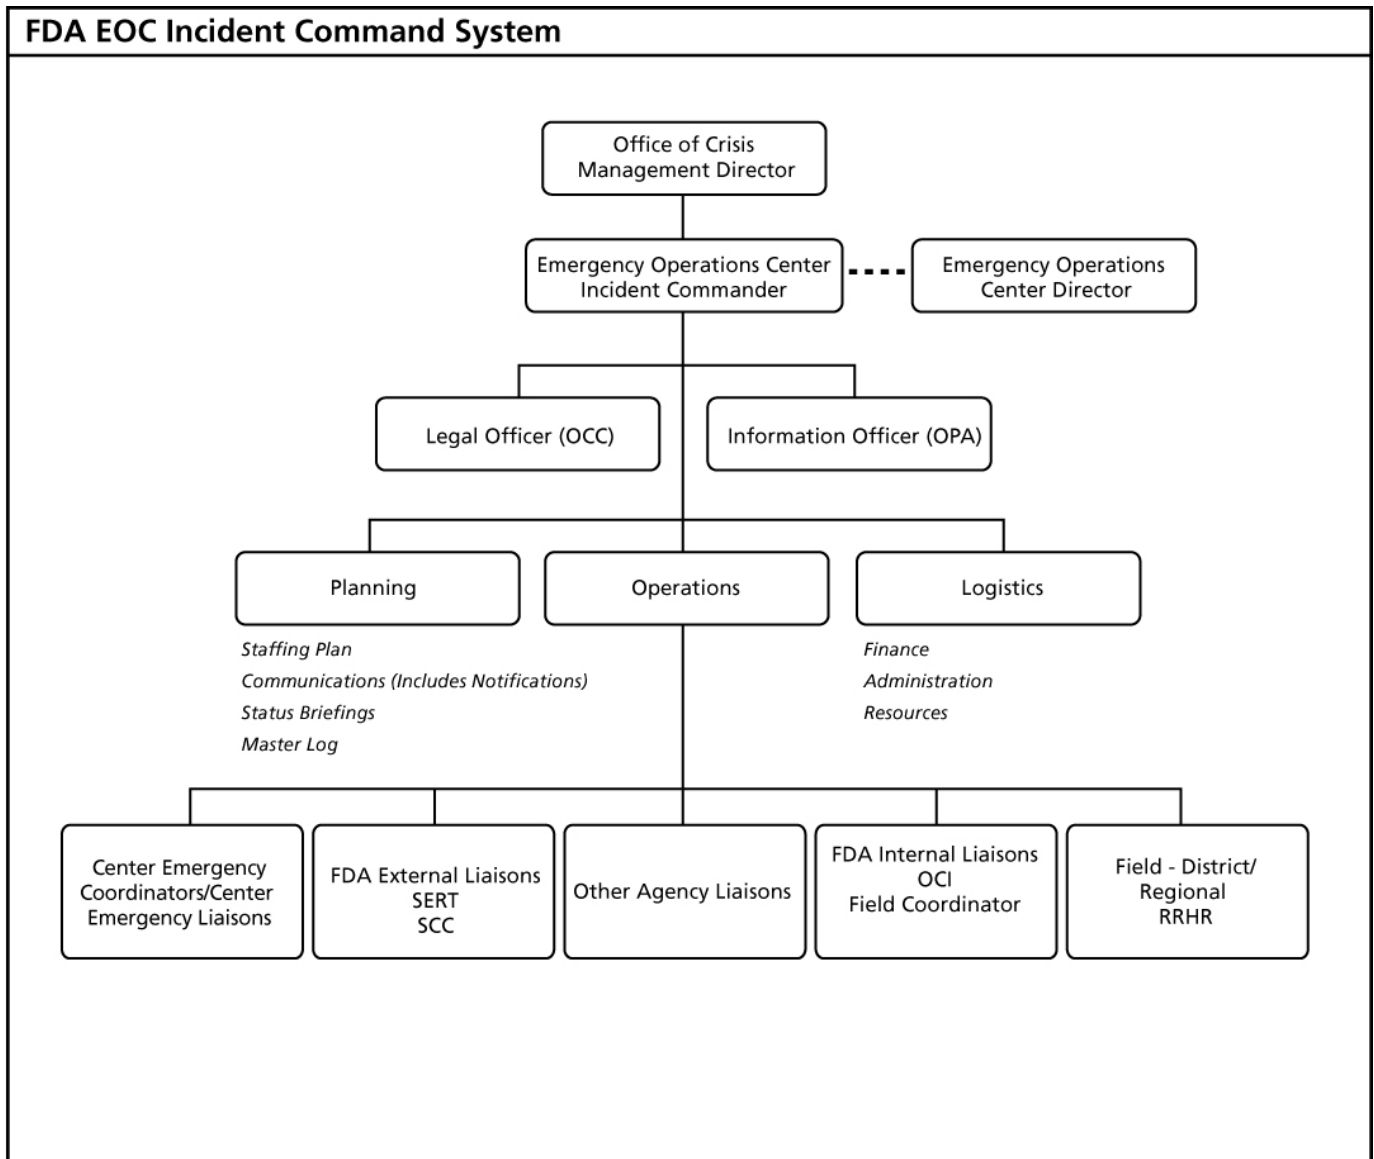 FDA EOC Incident Command System
Office of Crisis
Management Director
Emergency Operations Center
Incident Commander
Emergency Operations
Center Director
Legal Officer (OCC)
Information Officer (OPA)
Planning
Operations
Logistics
Staffing Plan
Communications (Includes Notifications)
Status Briefings
Master Log
Finance
Administration
Resources
Center Emergency
Coordinators/Center
Emergency Liaisons
FDA External Liaisons
SERT
SCC
Other Agency Liaisons
FDA Internal Liaisons
OCI
Field Coordinator
Field - District/
Regional
RRHR